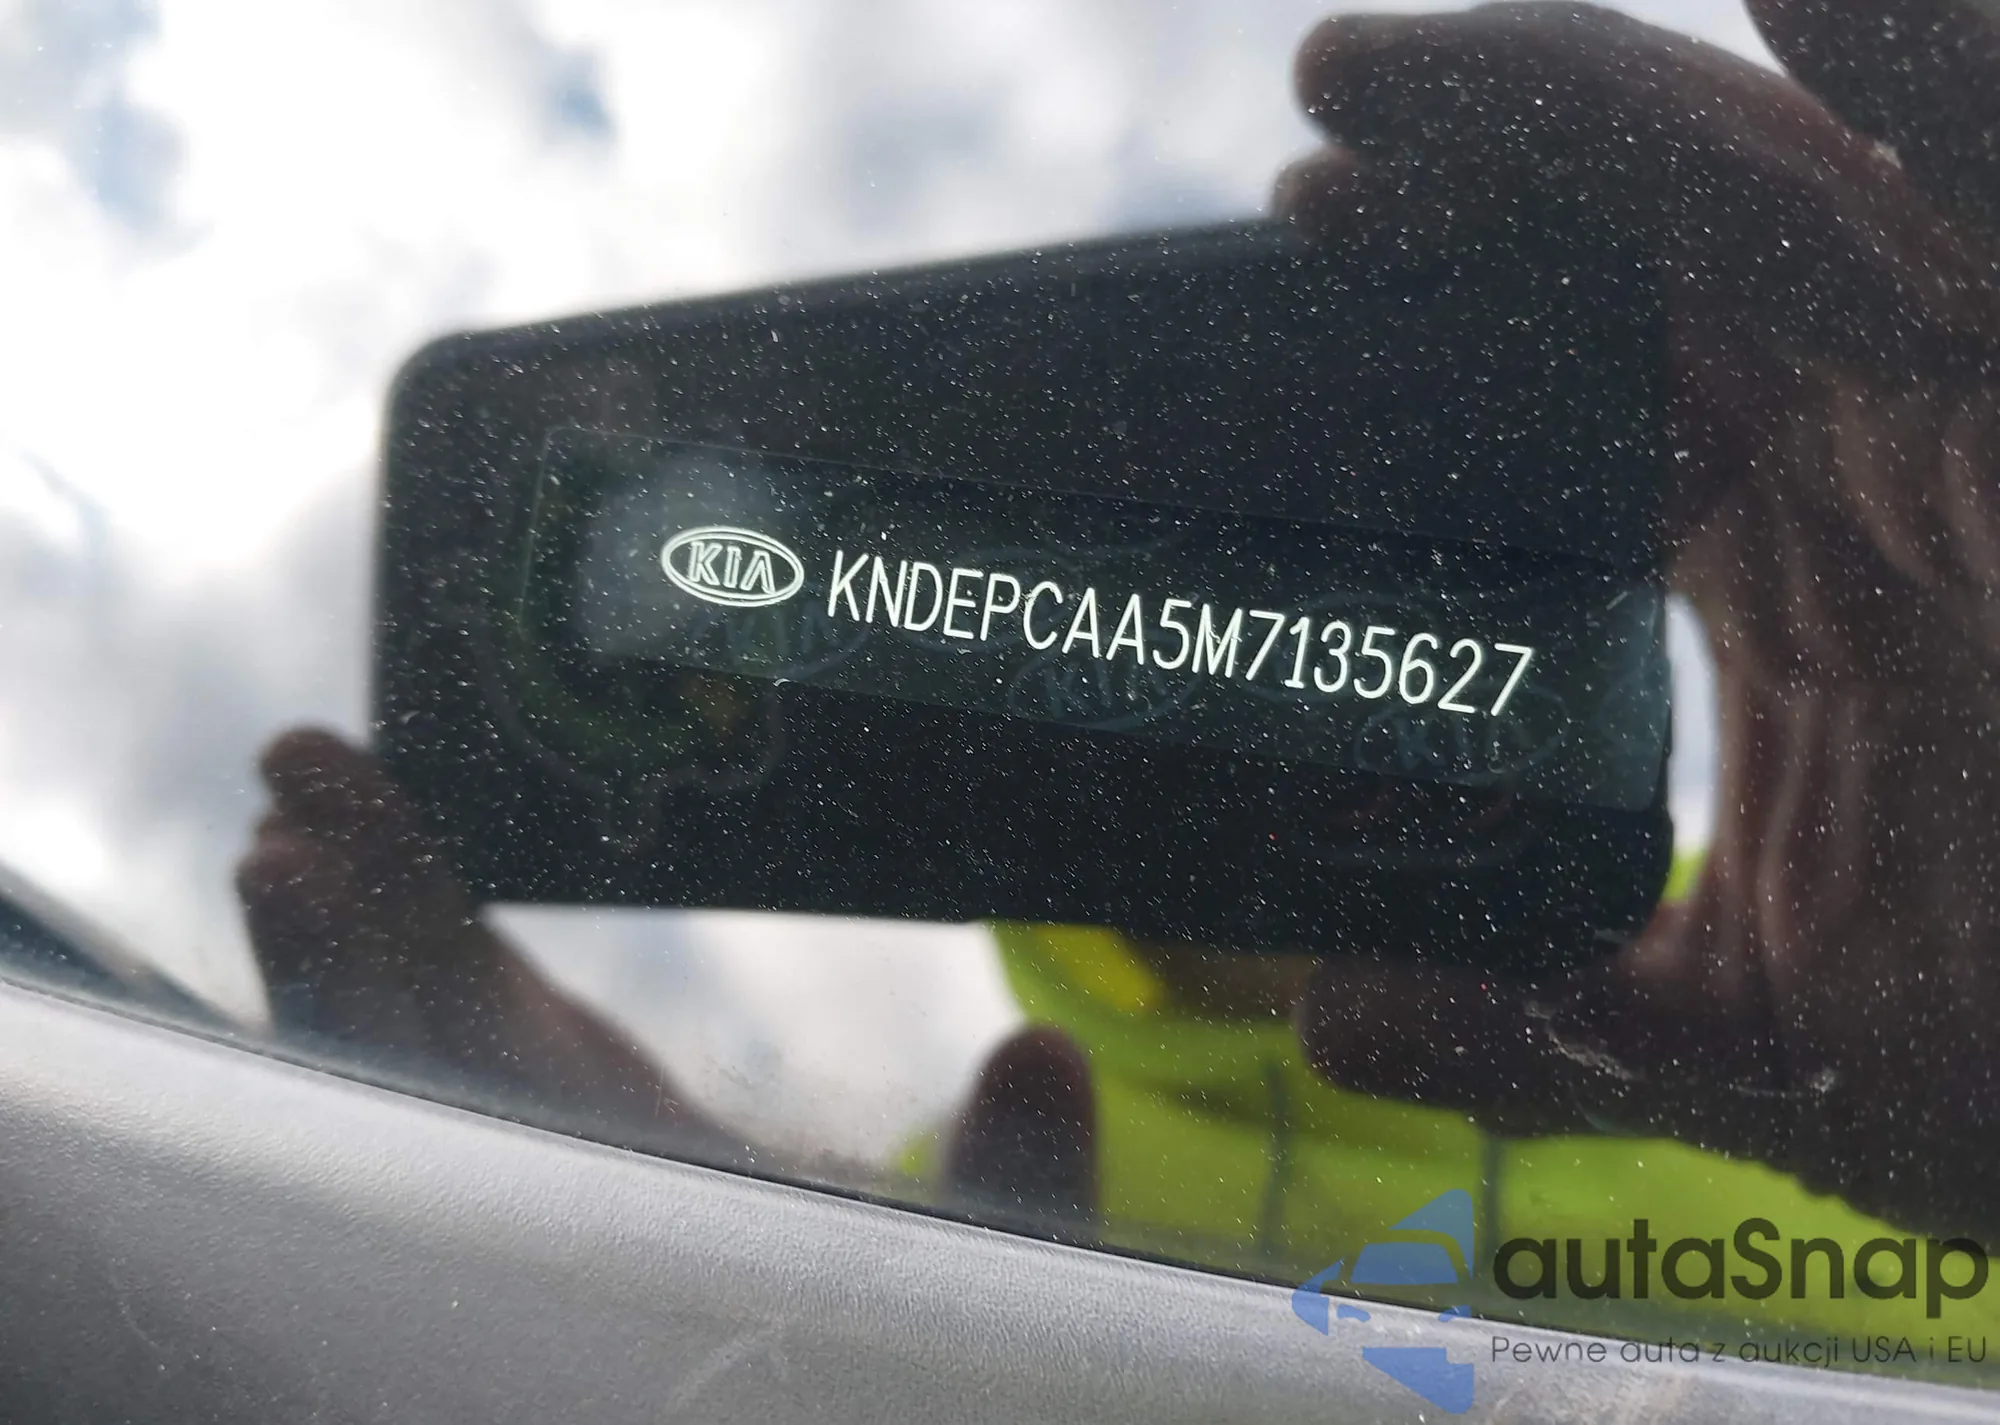 KIA KNDEPCAA5M7135627
autaSnap
Pewne auta z aukcji USA i EU